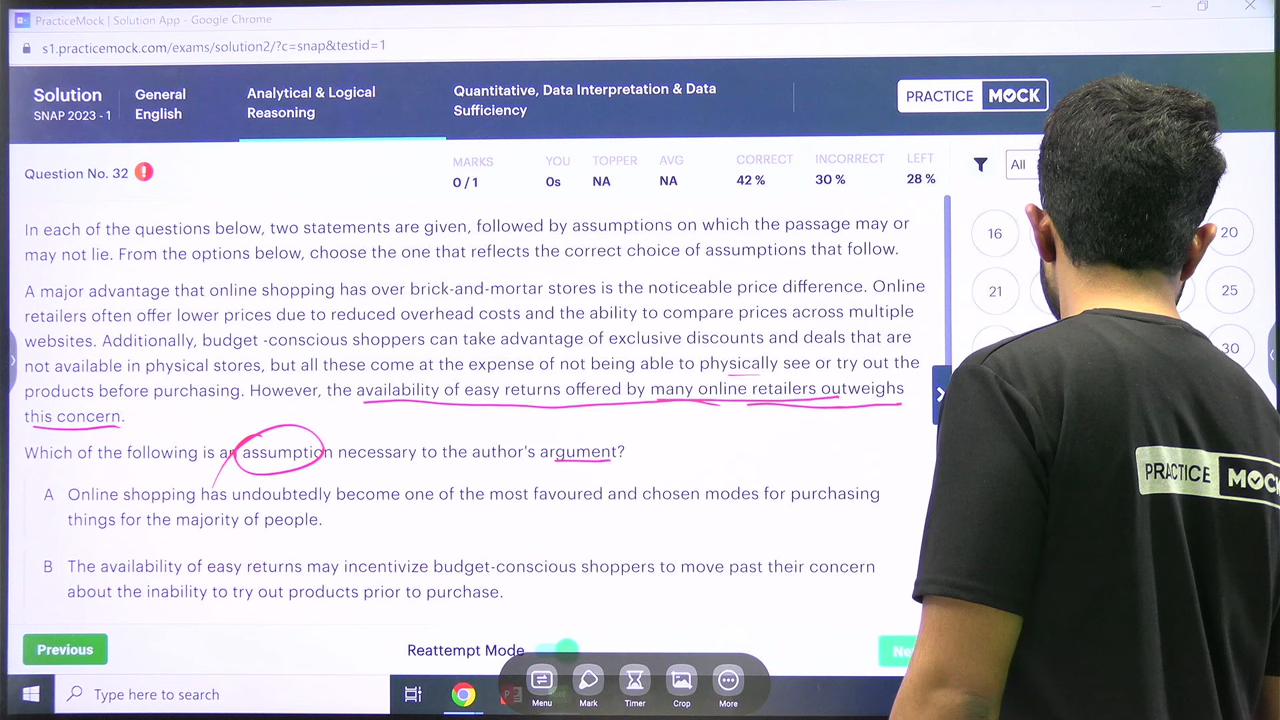 PracticeMock | Solution App - Google Chrome
s1.practicemock.com/exams/solution2/?c=snap&testid=1
Solution
SNAP 2023 - 1
General
English
Analytical & Logical
Reasoning
Quantitative, Data Interpretation & Data
Sufficiency
PRACTICE MOCK
Question No. 32
MARKS
0 / 1
YOU
0s
TOPPER
NA
AVG
NA
CORRECT
42 %
INCORRECT
30 %
LEFT
28 %
All
In each of the questions below, two statements are given, followed by assumptions on which the passage may or
may not lie. From the options below, choose the one that reflects the correct choice of assumptions that follow.
A major advantage that online shopping has over brick-and-mortar stores is the noticeable price difference. Online
retailers often offer lower prices due to reduced overhead costs and the ability to compare prices across multiple
websites. Additionally, budget -conscious shoppers can take advantage of exclusive discounts and deals that are
not available in physical stores, but all these come at the expense of not being able to physically see or try out the
products before purchasing. However, the availability of easy returns offered by many online retailers outweighs
this concern.
Which of the following is an assumption necessary to the author's argument?
A Online shopping has undoubtedly become one of the most favoured and chosen modes for purchasing
things for the majority of people.
B The availability of easy returns may incentivize budget-conscious shoppers to move past their concern
about the inability to try out products prior to purchase.
16
20
21
25
30
PRACTICE MOCK
Previous
Reattempt Mode
Menu
Mark
Timer
Crop
More
Type here to search